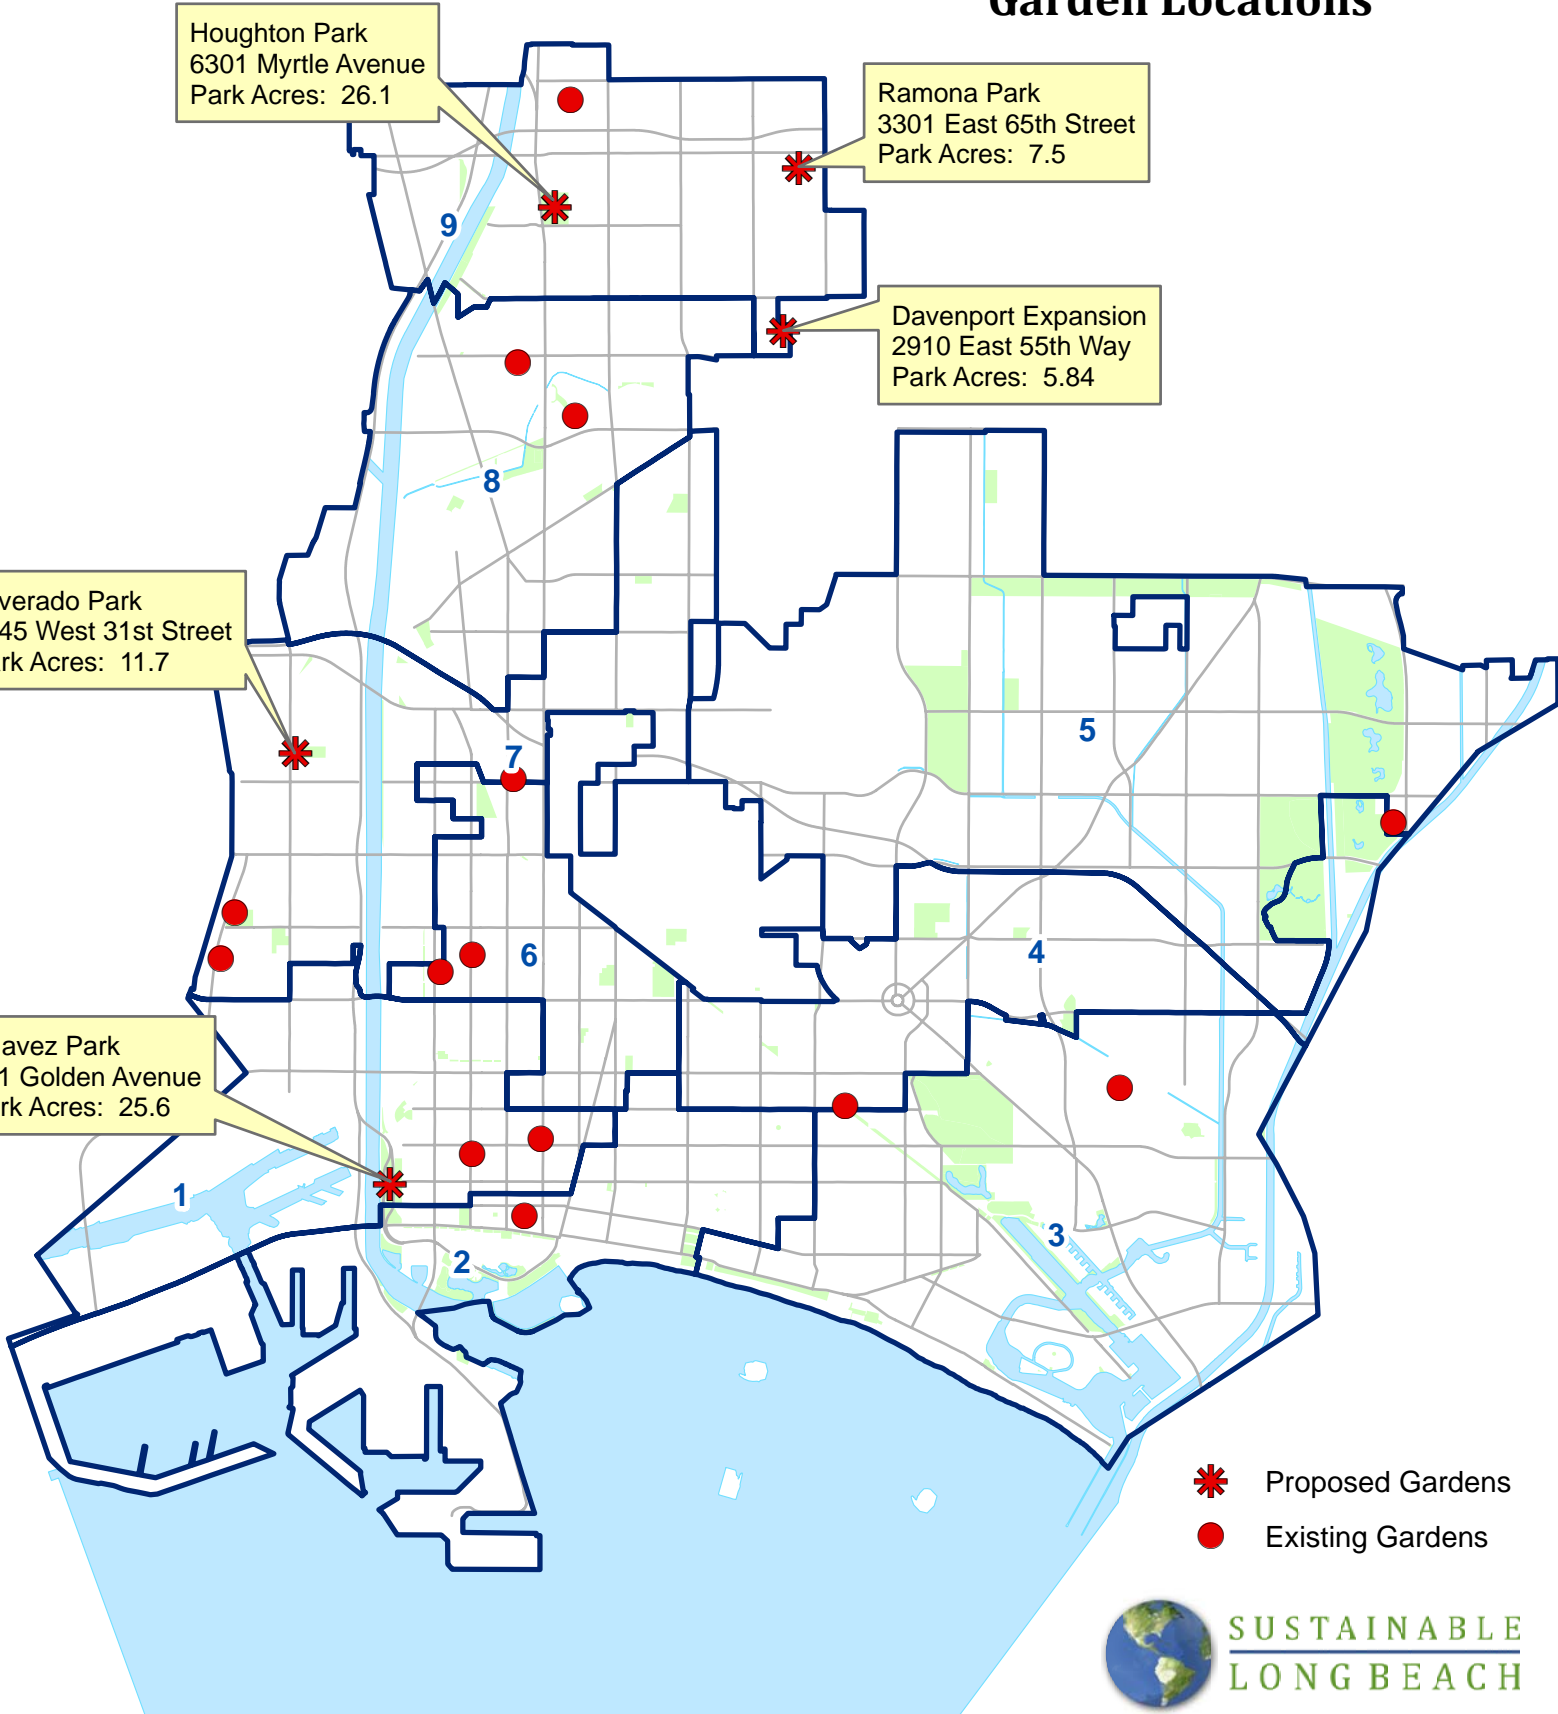 Garden Locations
Houghton Park
6301 Myrtle Avenue
Park Acres: 26.1
Ramona Park
3301 East 65th Street
Park Acres: 7.5
9
Davenport Expansion
2910 East 55th Way
Park Acres: 5.84
8
verado Park
45 West 31st Street
rk Acres: 11.7
5
7
6
4
avez Park
1 Golden Avenue
rk Acres: 25.6
1
3
2
Proposed Gardens
Existing Gardens
SUSTAINABLE
LONG BEACH